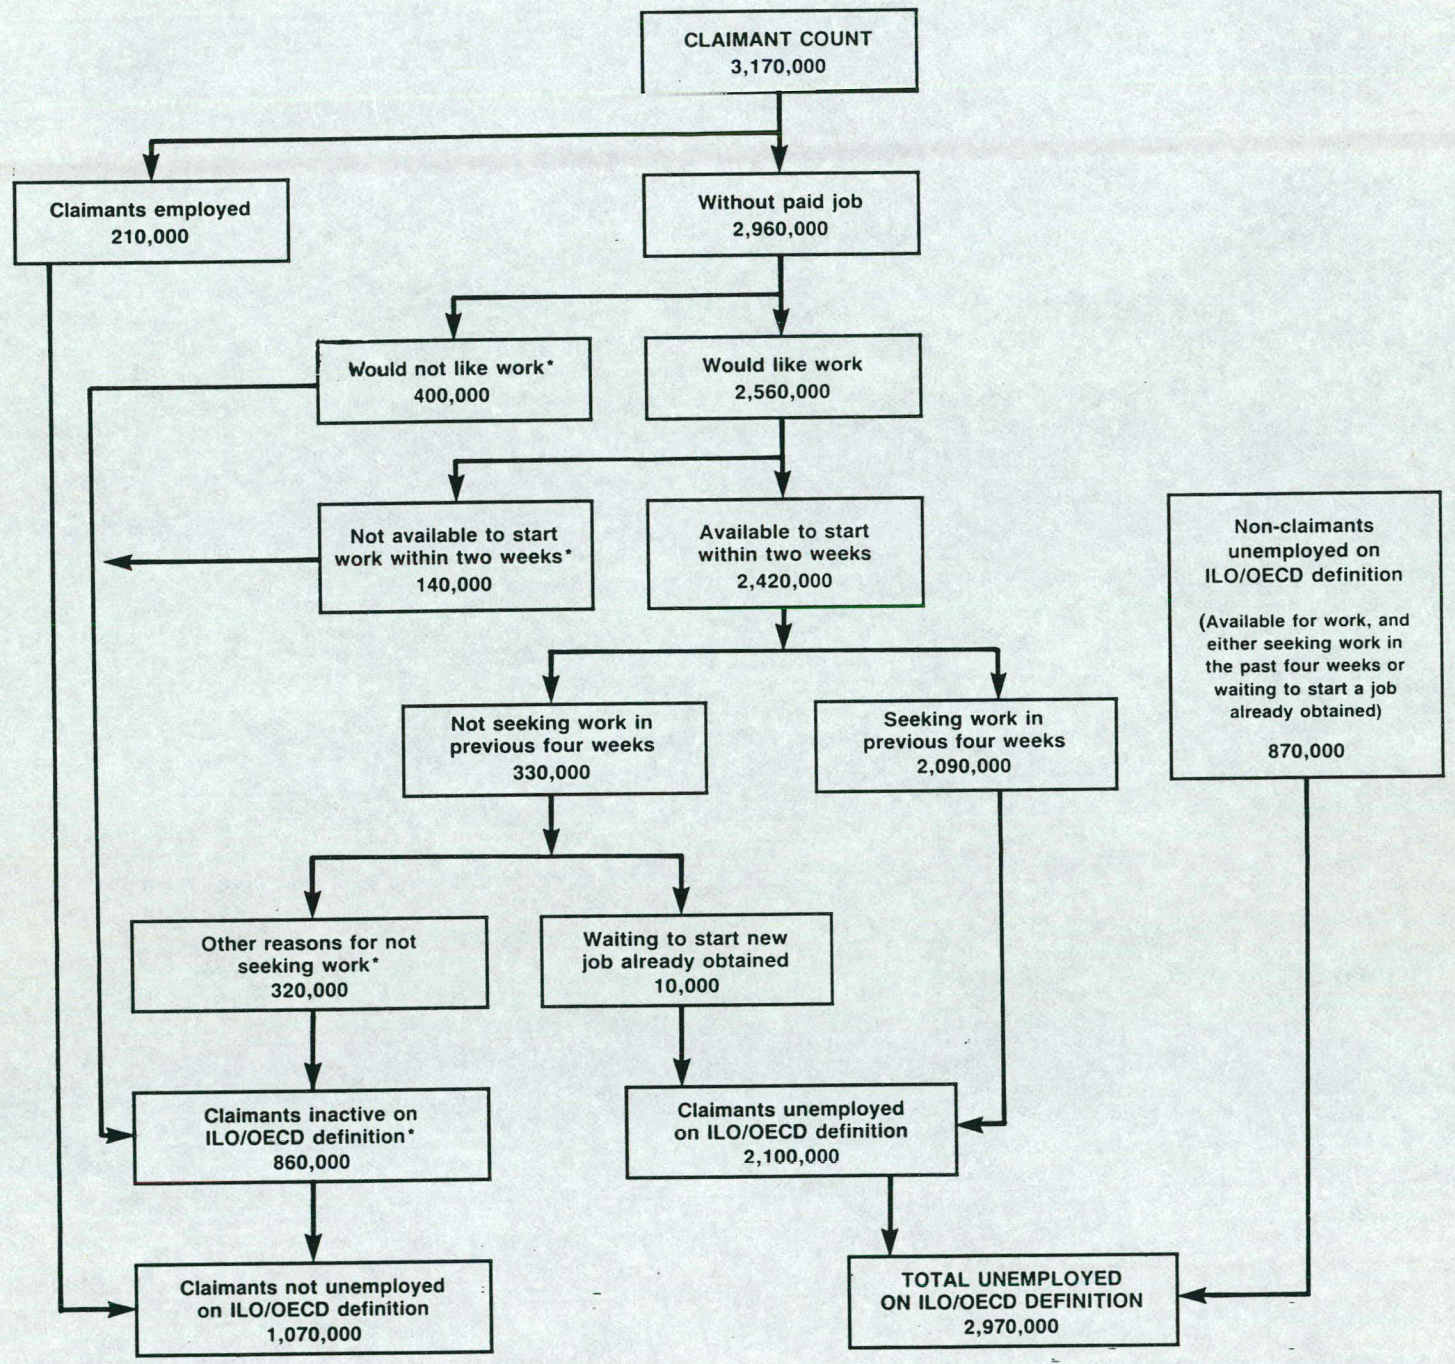 CLAIMANT COUNT
3,170,000
Claimants employed
210,000
Without paid job
2,960,000
Would not like work*
400,000
Would like work
2,560,000
Not available to start
work within two weeks*
140,000
Available to start
within two weeks
2,420,000
Non-claimants
unemployed on
ILO/OECD definition
(Available for work, and
either seeking work in
the past four weeks or
waiting to start a job
already obtained)
870,000
Not seeking work in
previous four weeks
330,000
Seeking work in
previous four weeks
2,090,000
Other reasons for not
seeking work*
320,000
Waiting to start new
job already obtained
10,000
Claimants inactive on
ILO/OECD definition*
860,000
Claimants unemployed
on ILO/OECD definition
2,100,000
Claimants not unemployed
on ILO/OECD definition
1,070,000
TOTAL UNEMPLOYED
ON ILO/OECD DEFINITION
2,970,000